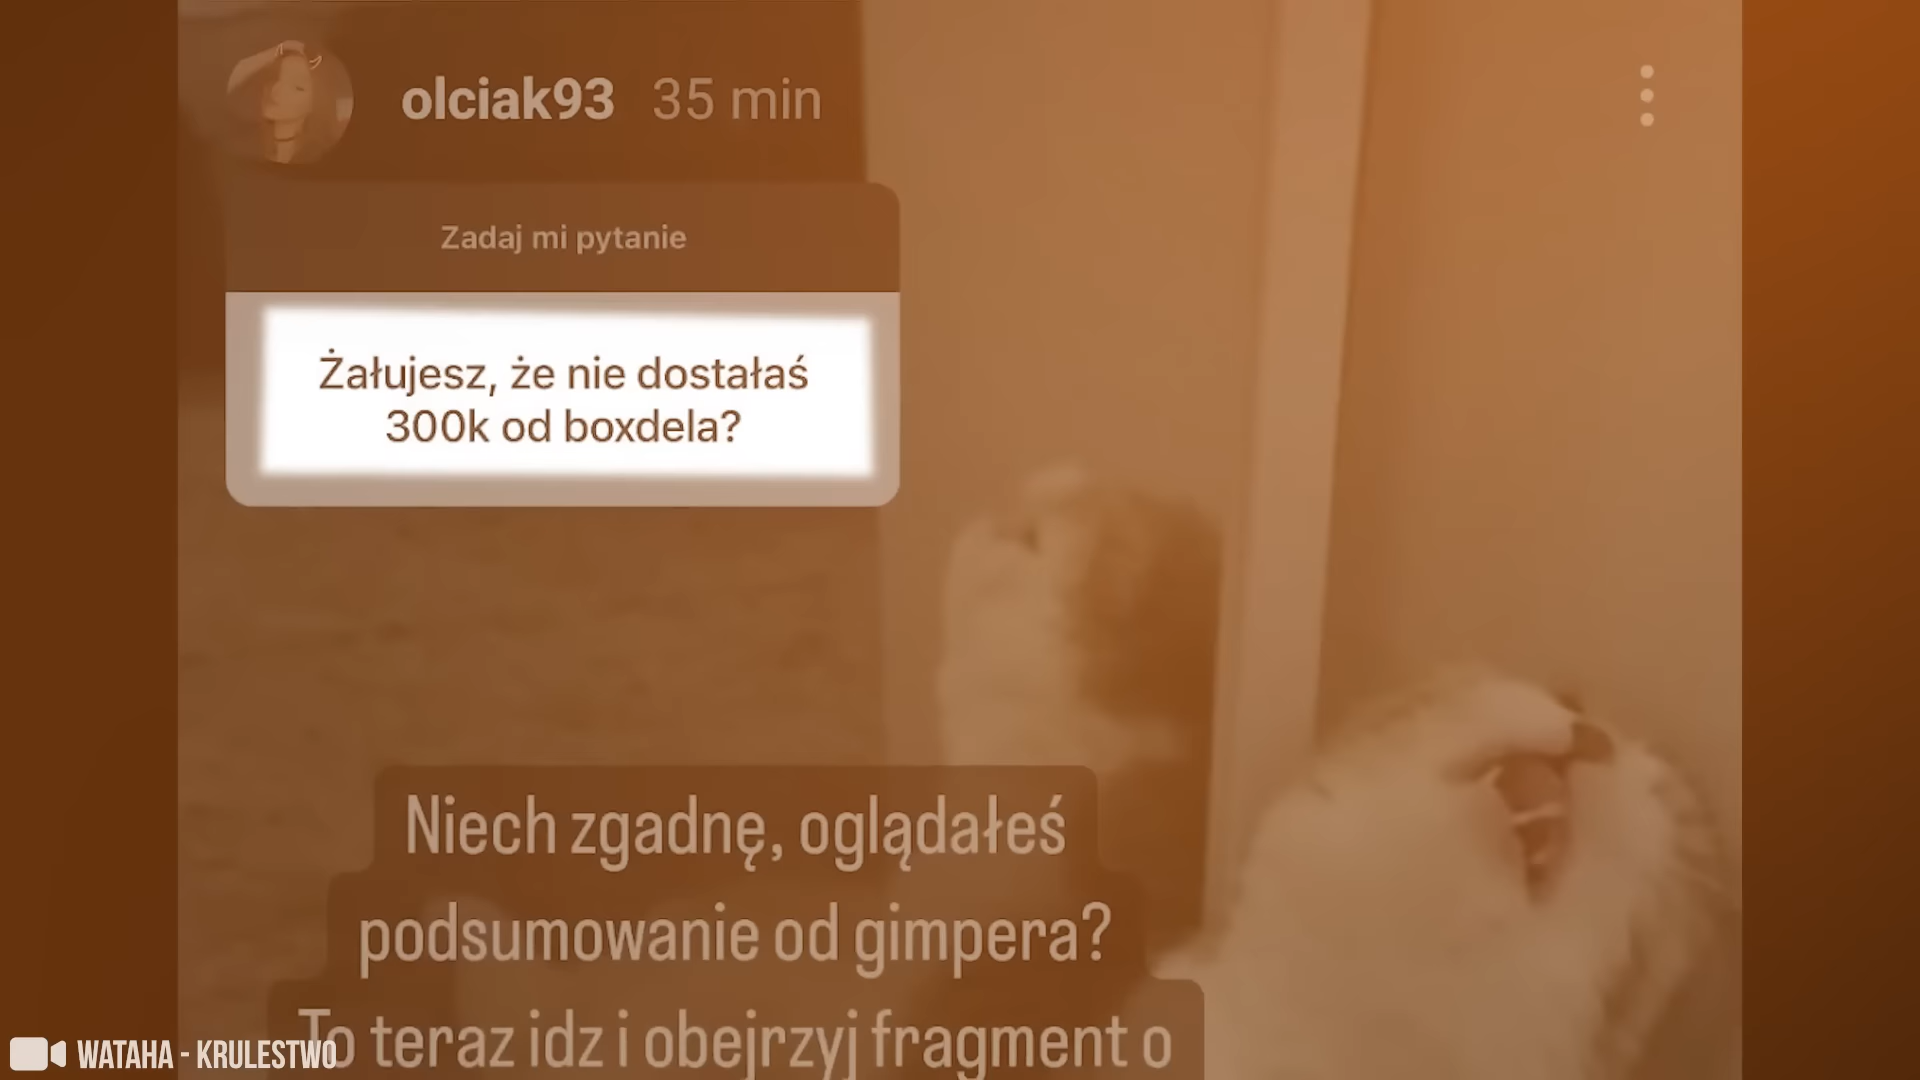 olciak93 35 min
Zadaj mi pytanie
Żałujesz, że nie dostałaś
300k od boxdela?
Niech zgadnę, oglądałeś
podsumowanie od gimpera?
To teraz idz i obejrzyj fragment o
WATAHA - KRULESTWO